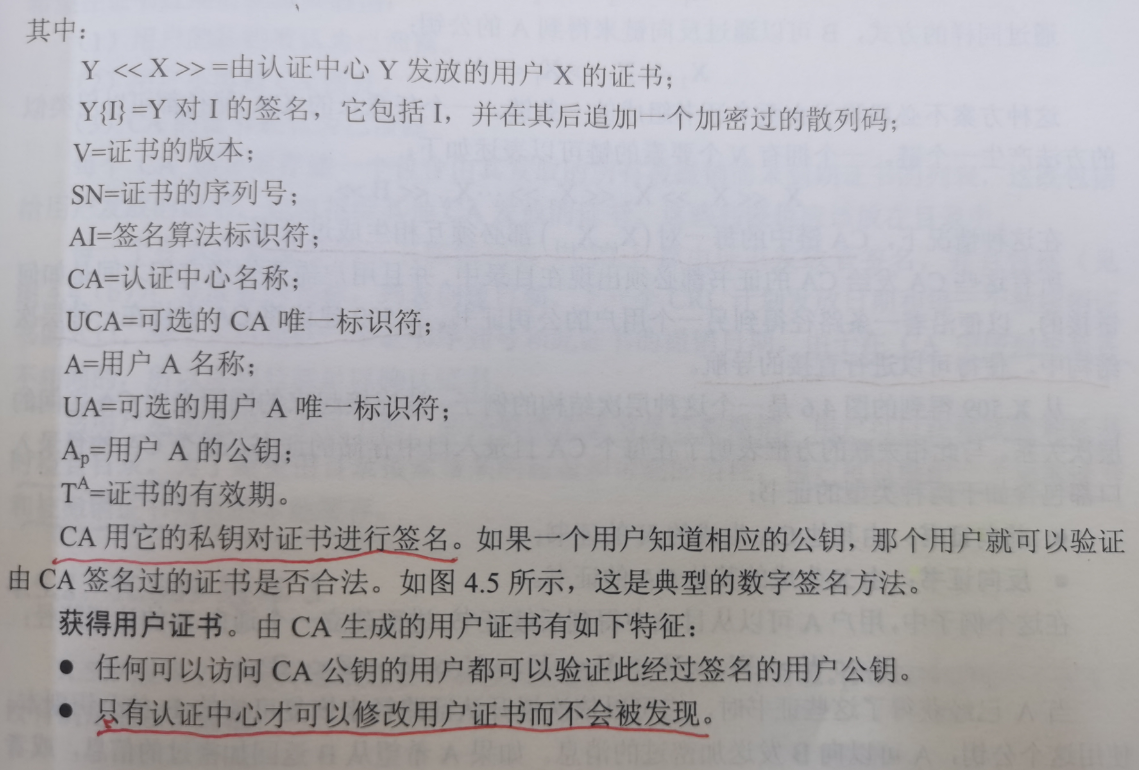 其中：
Y <<X>> =由认证中心 Y 发放的用户 X 的证书；
Y{I} =Y 对 I 的签名，它包括 I，并在其后追加一个加密过的散列码；
V=证书的版本；
SN=证书的序列号；
AI=签名算法标识符；
CA=认证中心名称；
UCA=可选的 CA 唯一标识符；
A=用户 A 名称；
UA=可选的用户 A 唯一标识符；
Ap=用户 A 的公钥；
T^A=证书的有效期。
CA 用它的私钥对证书进行签名。如果一个用户知道相应的公钥，那个用户就可以验证
由 CA 签名过的证书是否合法。如图 4.5 所示，这是典型的数字签名方法。
获得用户证书。由 CA 生成的用户证书有如下特征：
● 任何可以访问 CA 公钥的用户都可以验证此经过签名的用户公钥。
● 只有认证中心才可以修改用户证书而不会被发现。